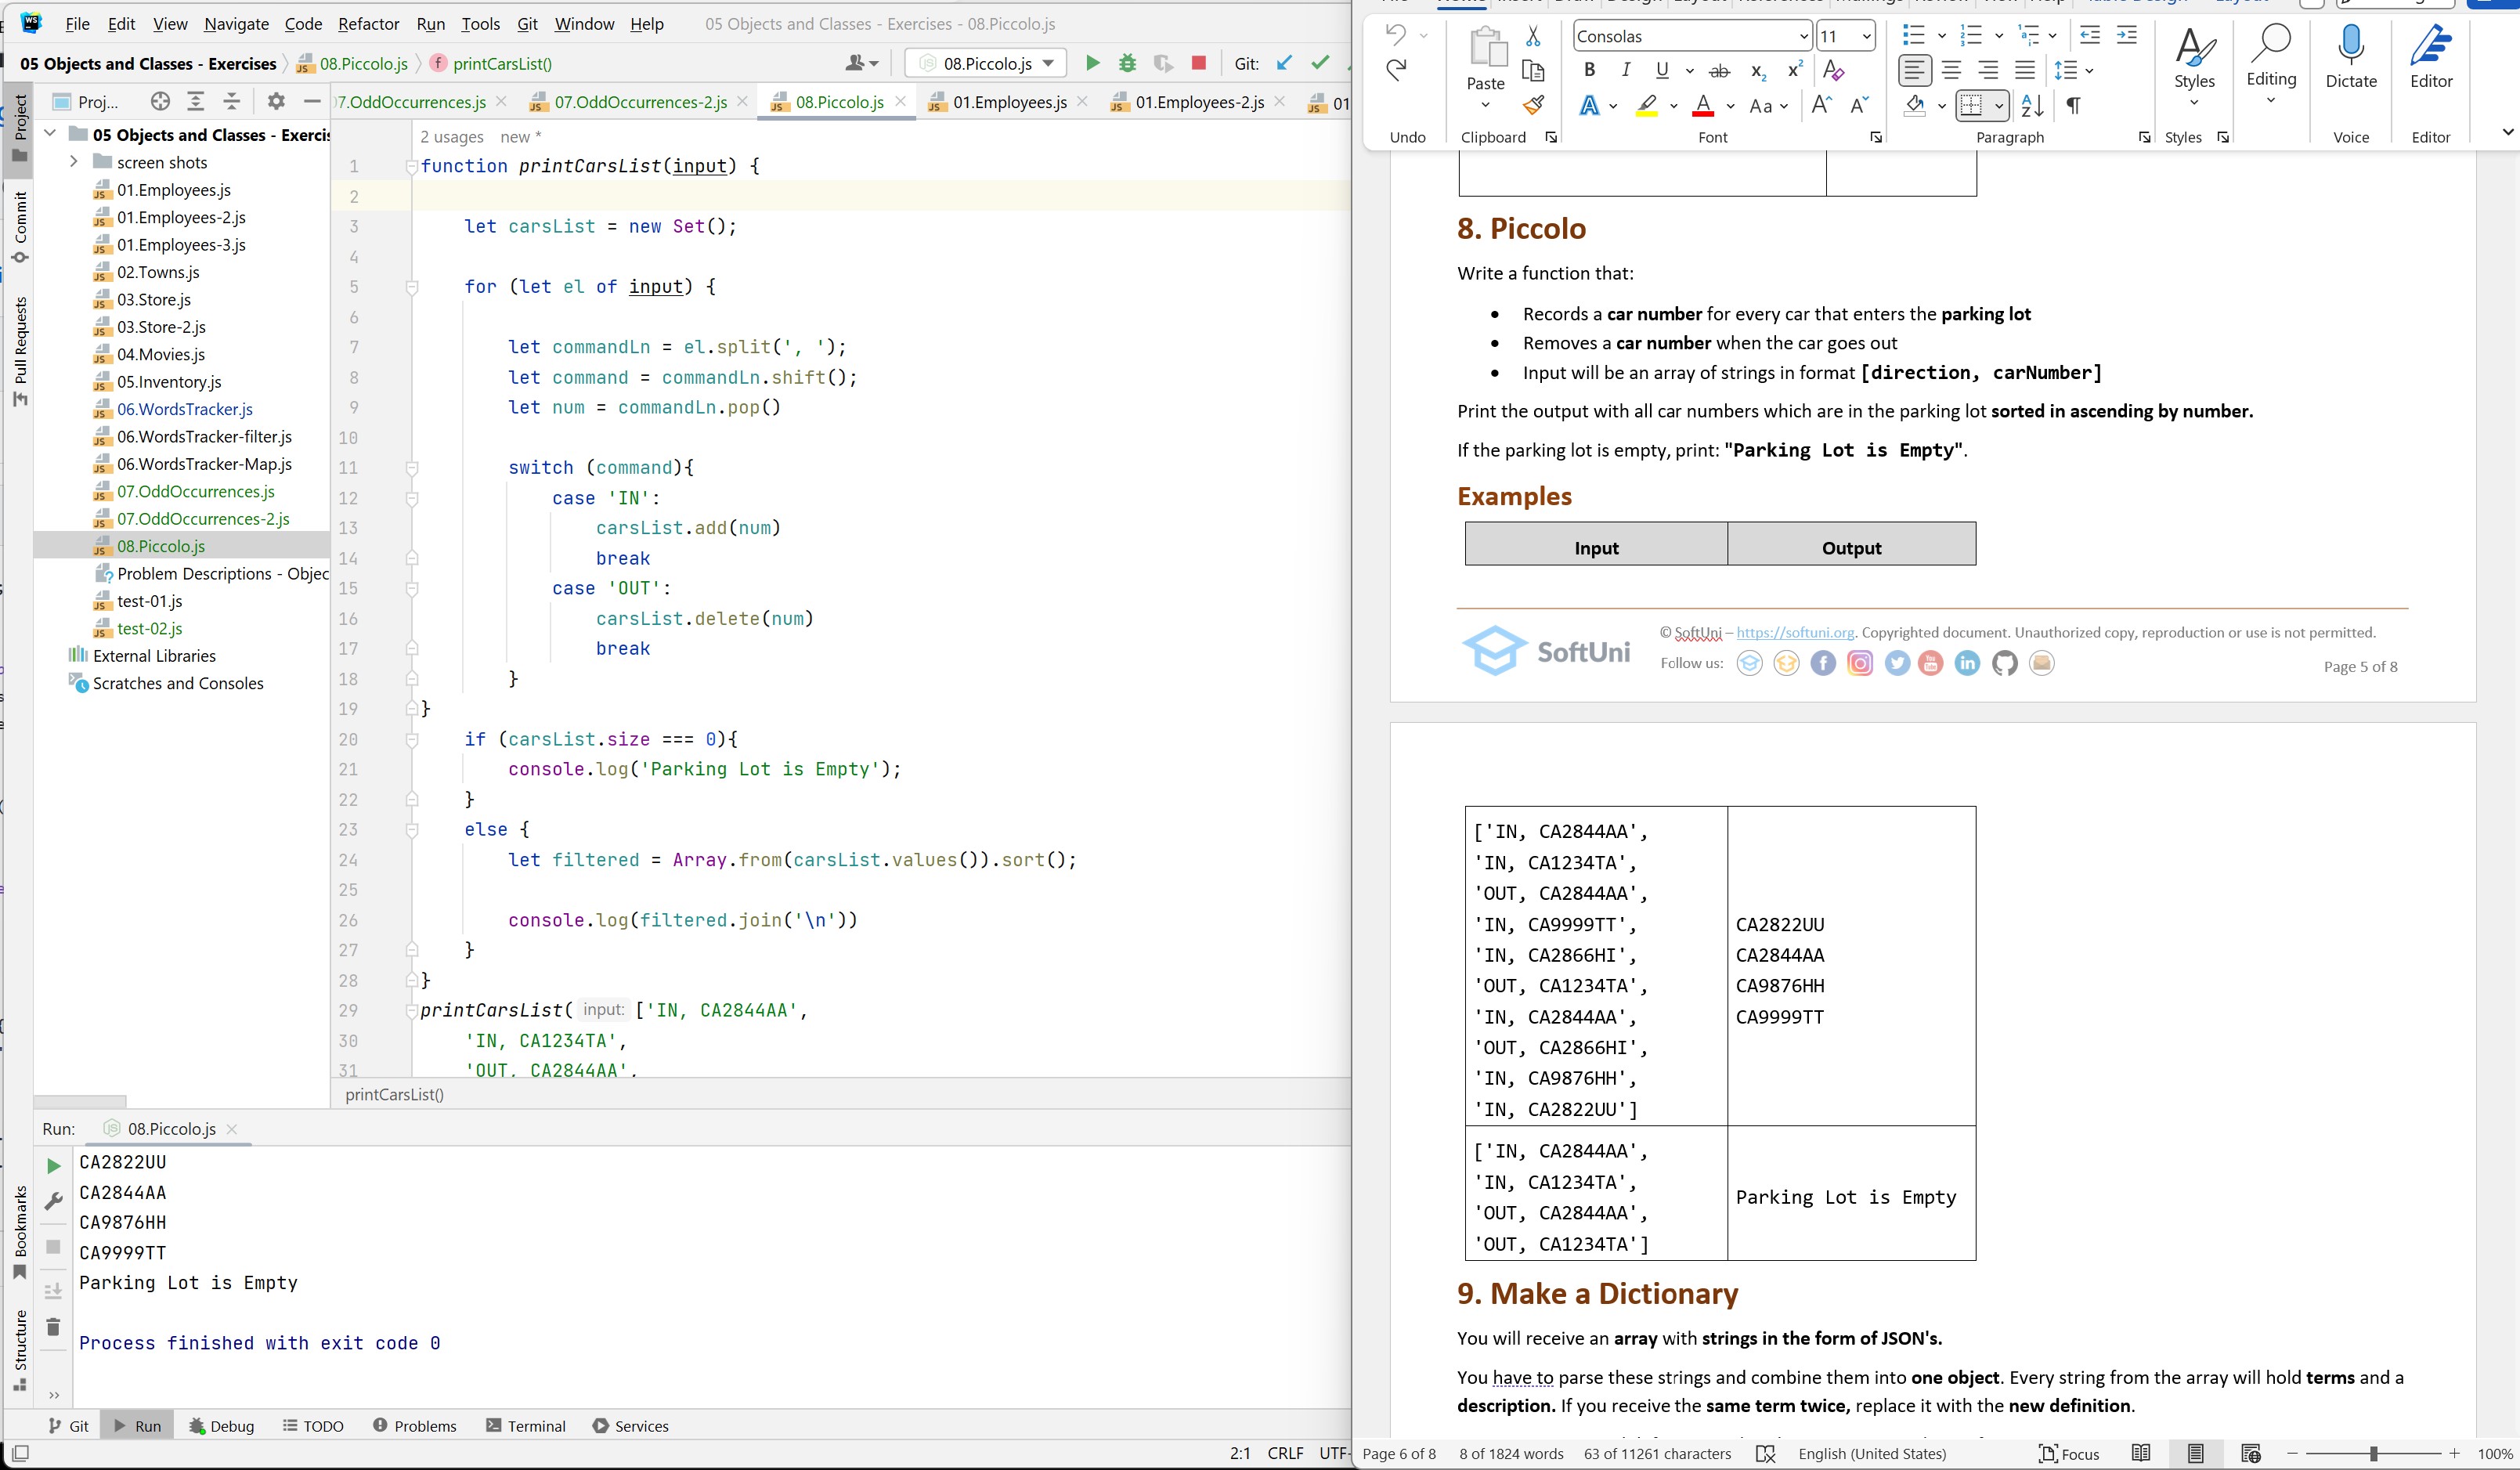 File Edit View Navigate Code Refactor Run Tools Git Window Help 05 Objects and Classes - Exercises - 08.Piccolo.js
05 Objects and Classes - Exercises 08.Piccolo.js printCarsList() 08.Piccolo.js Git:
Proj... 7.OddOccurrences.js 07.OddOccurrences-2.js 08.Piccolo.js 01.Employees.js 01.Employees-2.js 01
Project
Commit
Pull Requests
Bookmarks
Structure
05 Objects and Classes - Exercis
screen shots
01.Employees.js
01.Employees-2.js
01.Employees-3.js
02.Towns.js
03.Store.js
03.Store-2.js
04.Movies.js
05.Inventory.js
06.WordsTracker.js
06.WordsTracker-filter.js
06.WordsTracker-Map.js
07.OddOccurrences.js
07.OddOccurrences-2.js
08.Piccolo.js
Problem Descriptions - Objec
test-01.js
test-02.js
External Libraries
Scratches and Consoles
2 usages new *
1 function printCarsList(input) {
2
3 let carsList = new Set();
4
5 for (let el of input) {
6
7 let commandLn = el.split(', ');
8 let command = commandLn.shift();
9 let num = commandLn.pop()
10
11 switch (command){
12 case 'IN':
13 carsList.add(num)
14 break
15 case 'OUT':
16 carsList.delete(num)
17 break
18 }
19 }
20 if (carsList.size === 0){
21 console.log('Parking Lot is Empty');
22 }
23 else {
24 let filtered = Array.from(carsList.values()).sort();
25
26 console.log(filtered.join('\n'))
27 }
28 }
29 printCarsList( input: ['IN, CA2844AA',
30 'IN, CA1234TA',
31 'OUT, CA2844AA',
printCarsList()
Run: 08.Piccolo.js
CA2822UU
CA2844AA
CA9876HH
CA9999TT
Parking Lot is Empty
Process finished with exit code 0
Git Run Debug TODO Problems Terminal Services
2:1 CRLF UTF-
Consolas 11
Paste
Styles
Editing
Dictate
Editor
Undo Clipboard Font Paragraph Styles Voice Editor
8. Piccolo
Write a function that:
• Records a car number for every car that enters the parking lot
• Removes a car number when the car goes out
• Input will be an array of strings in format [direction, carNumber]
Print the output with all car numbers which are in the parking lot sorted in ascending by number.
If the parking lot is empty, print: "Parking Lot is Empty".
Examples
Input Output
SoftUni
© SoftUni – https://softuni.org. Copyrighted document. Unauthorized copy, reproduction or use is not permitted.
Follow us:
Page 5 of 8
['IN, CA2844AA',
'IN, CA1234TA',
'OUT, CA2844AA',
'IN, CA9999TT',
'IN, CA2866HI',
'OUT, CA1234TA',
'IN, CA2844AA',
'OUT, CA2866HI',
'IN, CA9876HH',
'IN, CA2822UU']
CA2822UU
CA2844AA
CA9876HH
CA9999TT
['IN, CA2844AA',
'IN, CA1234TA',
'OUT, CA2844AA',
'OUT, CA1234TA']
Parking Lot is Empty
9. Make a Dictionary
You will receive an array with strings in the form of JSON's.
You have to parse these strings and combine them into one object. Every string from the array will hold terms and a
description. If you receive the same term twice, replace it with the new definition.
Page 6 of 8 8 of 1824 words 63 of 11261 characters English (United States) Focus 100%